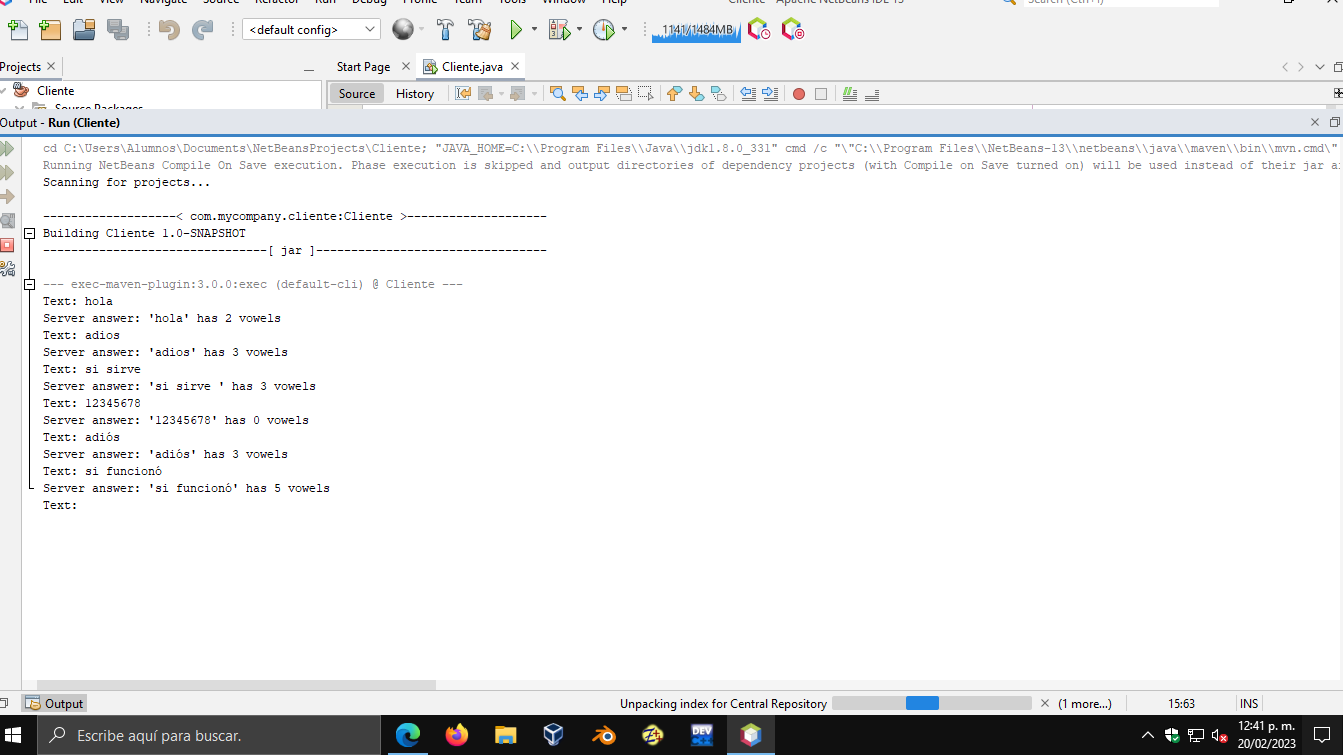 File Edit View Navigate Source Refactor Run Debug Profile Team Tools Window Help Cliente - Apache NetBeans IDE 13 Search (Ctrl+I)
<default config> 1141/1484MB
Projects Start Page Cliente.java
Cliente Source History
Source Packages
Output - Run (Cliente)
cd C:\Users\Alumnos\Documents\NetBeansProjects\Cliente; "JAVA_HOME=C:\\Program Files\\Java\\jdk1.8.0_331" cmd /c "\"C:\\Program Files\\NetBeans-13\\netbeans\\java\\maven\\bin\\mvn.cmd\"
Running NetBeans Compile On Save execution. Phase execution is skipped and output directories of dependency projects (with Compile on Save turned on) will be used instead of their jar a
Scanning for projects...
-------------------< com.mycompany.cliente:Cliente >--------------------
Building Cliente 1.0-SNAPSHOT
--------------------------------[ jar ]---------------------------------
--- exec-maven-plugin:3.0.0:exec (default-cli) @ Cliente ---
Text: hola
Server answer: 'hola' has 2 vowels
Text: adios
Server answer: 'adios' has 3 vowels
Text: si sirve
Server answer: 'si sirve ' has 3 vowels
Text: 12345678
Server answer: '12345678' has 0 vowels
Text: adiós
Server answer: 'adiós' has 3 vowels
Text: si funcionó
Server answer: 'si funcionó' has 5 vowels
Text:
Output Unpacking index for Central Repository (1 more...) 15:63 INS
Escribe aquí para buscar. DEV 12:41 p. m.
20/02/2023